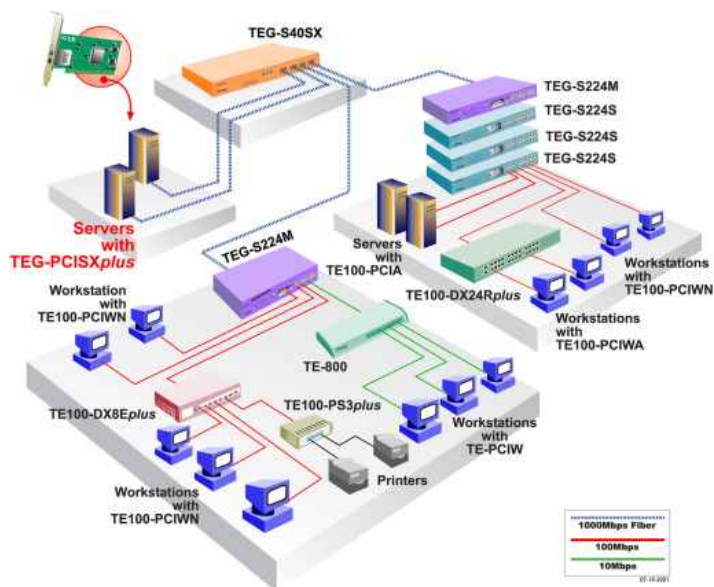 TEG-S40SX
TEG-S224M
TEG-S224S
TEG-S224S
TEG-S224S
Servers
with
TEG-PCISXplus
TEG-S224M
Servers
with
TE100-PCIA
TE100-DX24Rplus
Workstations
with
TE100-PCIWN
Workstations
with
TE100-PCIWA
Workstation
with
TE100-PCIWN
TE-800
TE100-DX8Eplus
TE100-PS3plus
Workstations
with
TE-PCIW
Printers
Workstations
with
TE100-PCIWN
1000Mbps Fiber
100Mbps
10Mbps